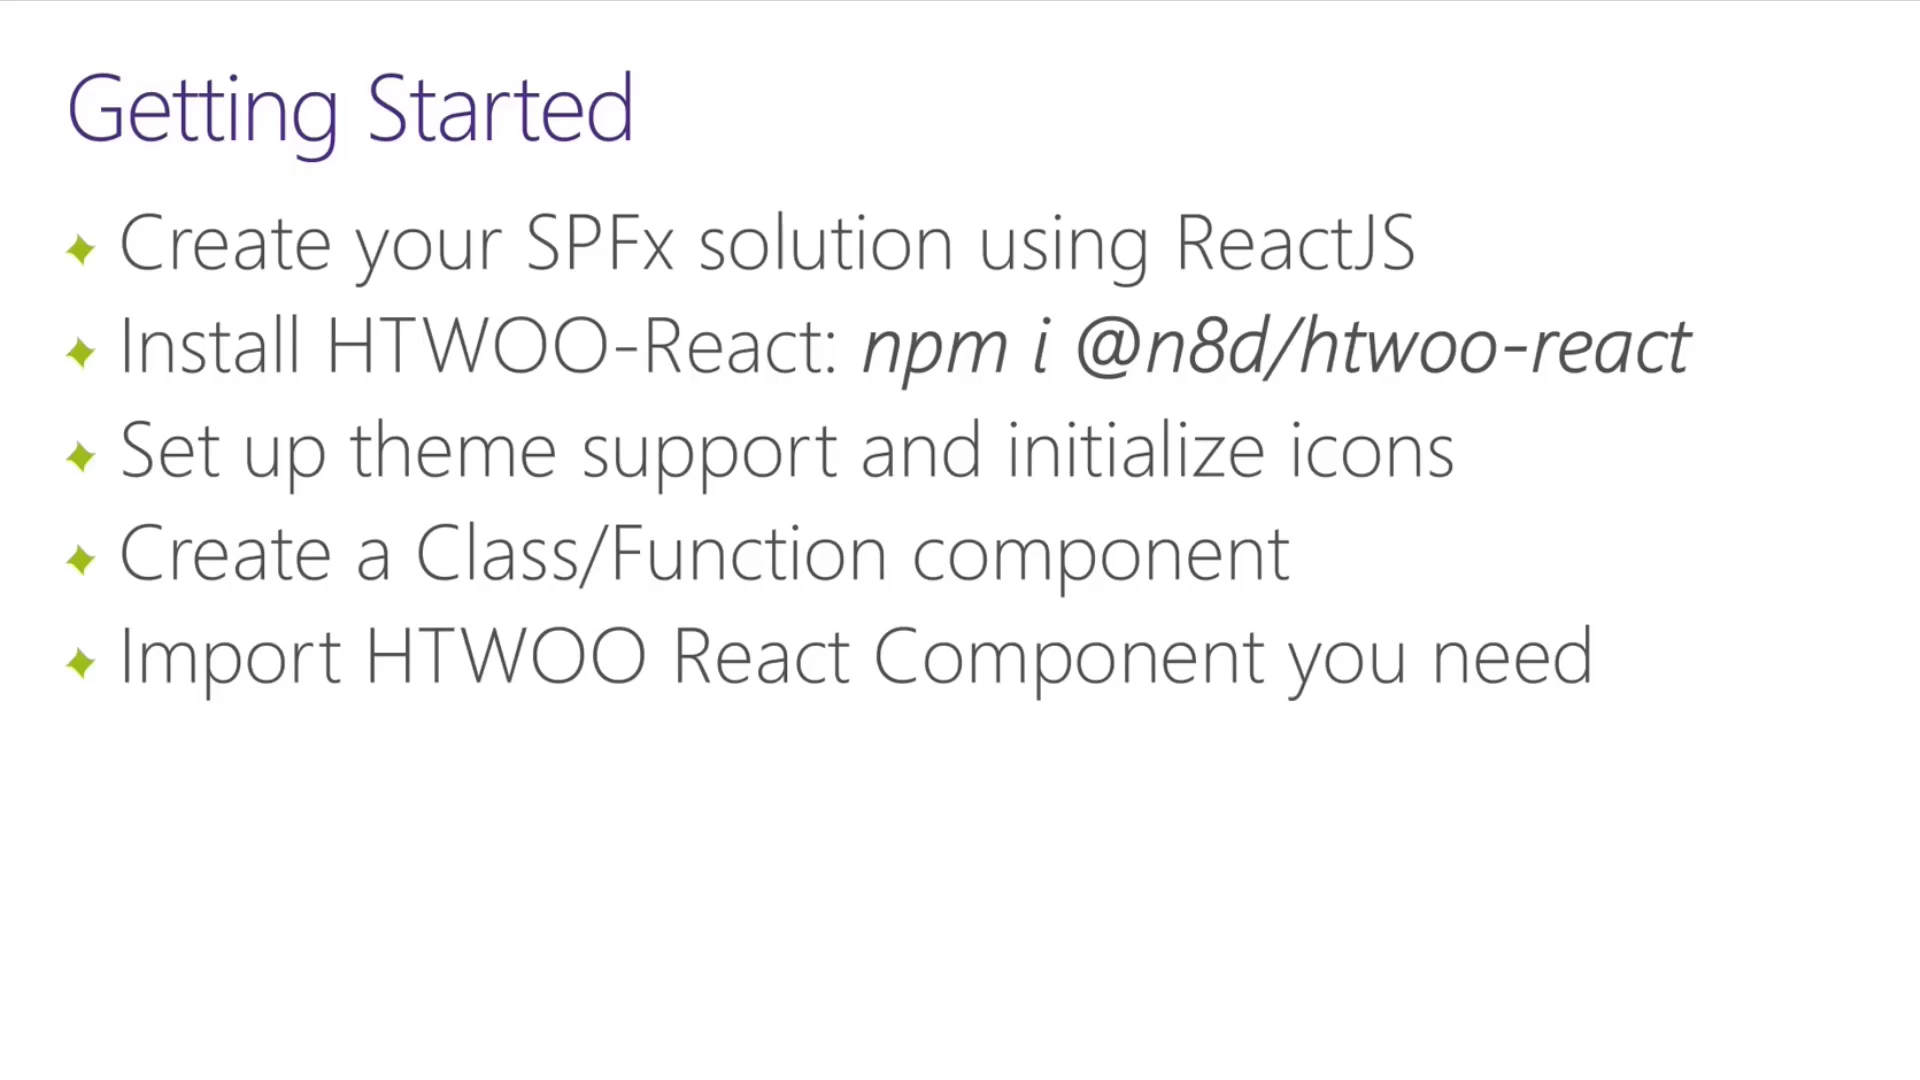 Getting Started
Create your SPFx solution using ReactJS
Install HTWOO-React: npm i @n8d/htwoo-react
Set up theme support and initialize icons
Create a Class/Function component
Import HTWOO React Component you need